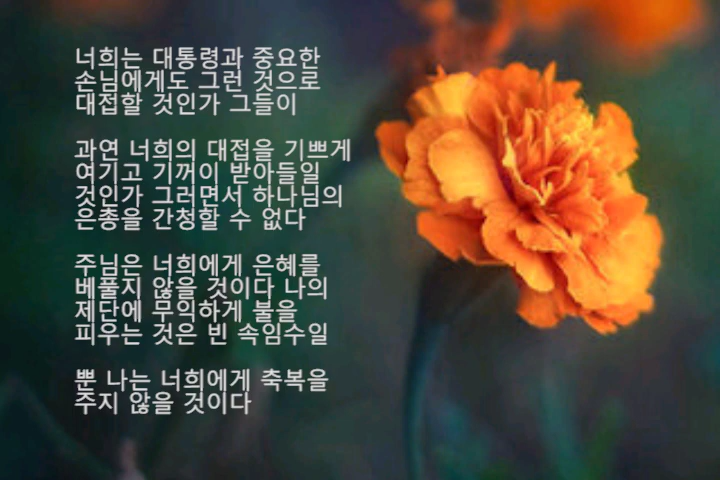 너희는 대통령과 중요한
손님에게도 그런 것으로
대접할 것인가 그들이
과연 너희의 대접을 기쁘게
여기고 기꺼이 받아들일
것인가 그러면서 하나님의
은총을 간청할 수 없다
주님은 너희에게 은혜를
베풀지 않을 것이다 나의
제단에 무익하게 불을
피우는 것은 빈 속임수일
뿐 나는 너희에게 축복을
주지 않을 것이다